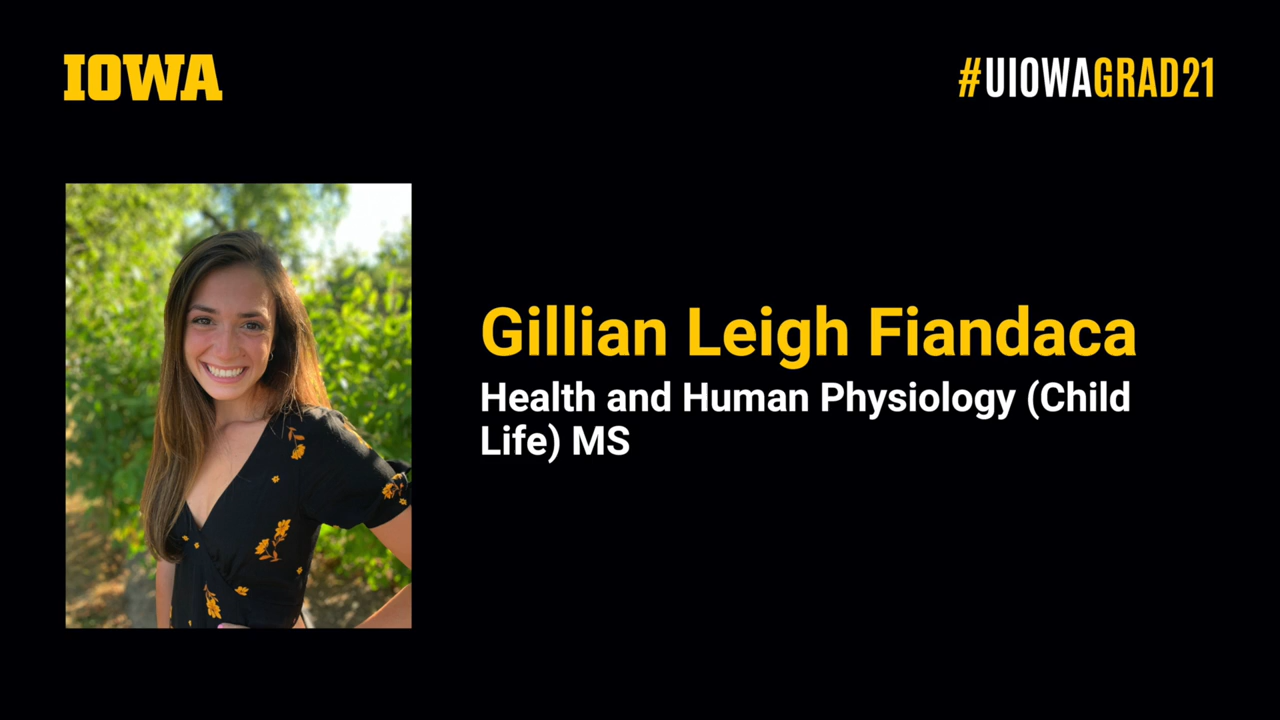 IOWA
#UIOWAGRAD21
Gillian Leigh Fiandaca
Health and Human Physiology (Child
Life) MS